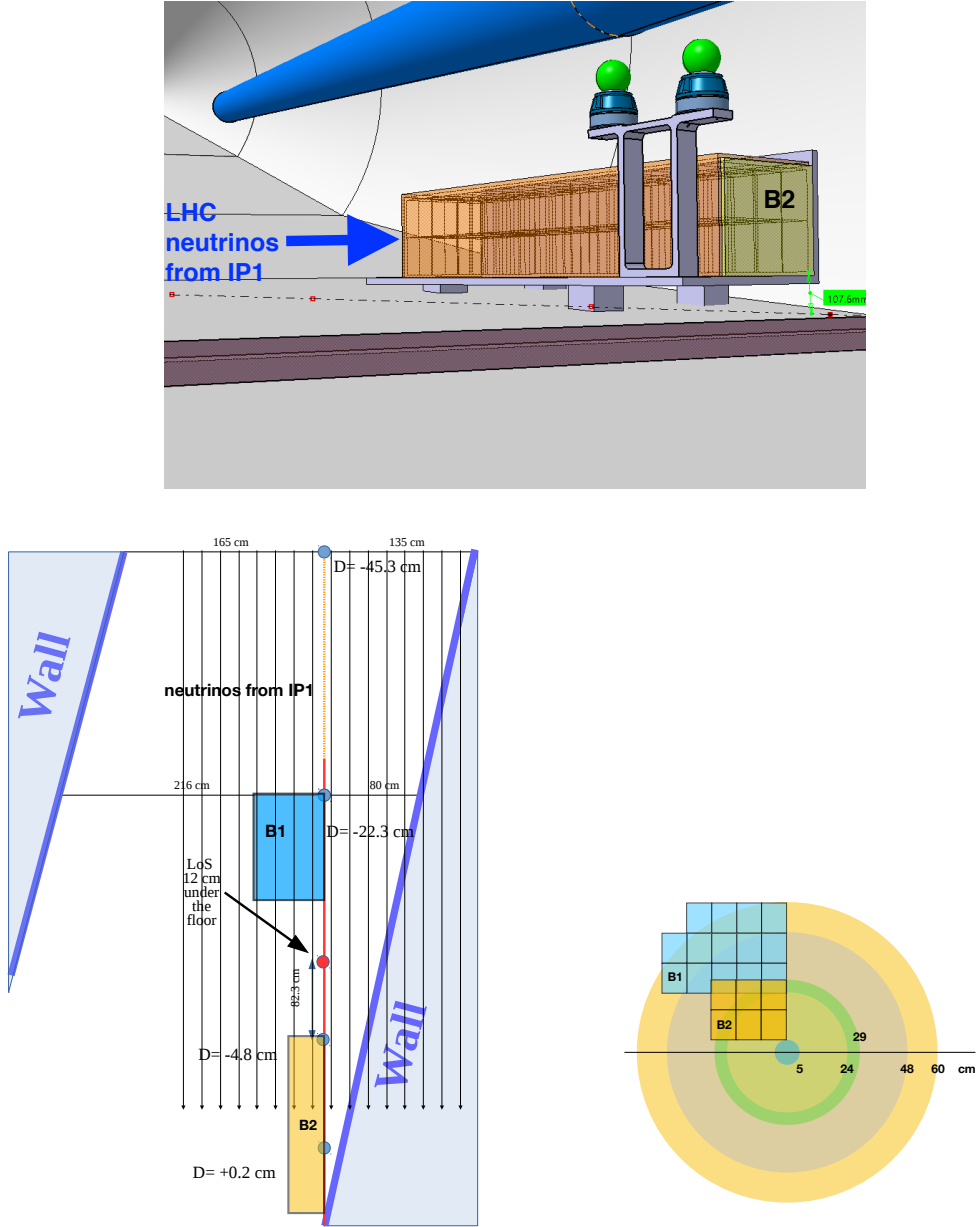 B2
LHC
neutrinos
from IP1
107.6mm
165 cm
135 cm
D= -45.3 cm
Wall
neutrinos from IP1
216 cm
80 cm
B1
D= -22.3 cm
LoS
12 cm
under
the
floor
82.3 cm
Wall
D= -4.8 cm
B2
D= +0.2 cm
B1
B2
29
5
24
48
60
cm